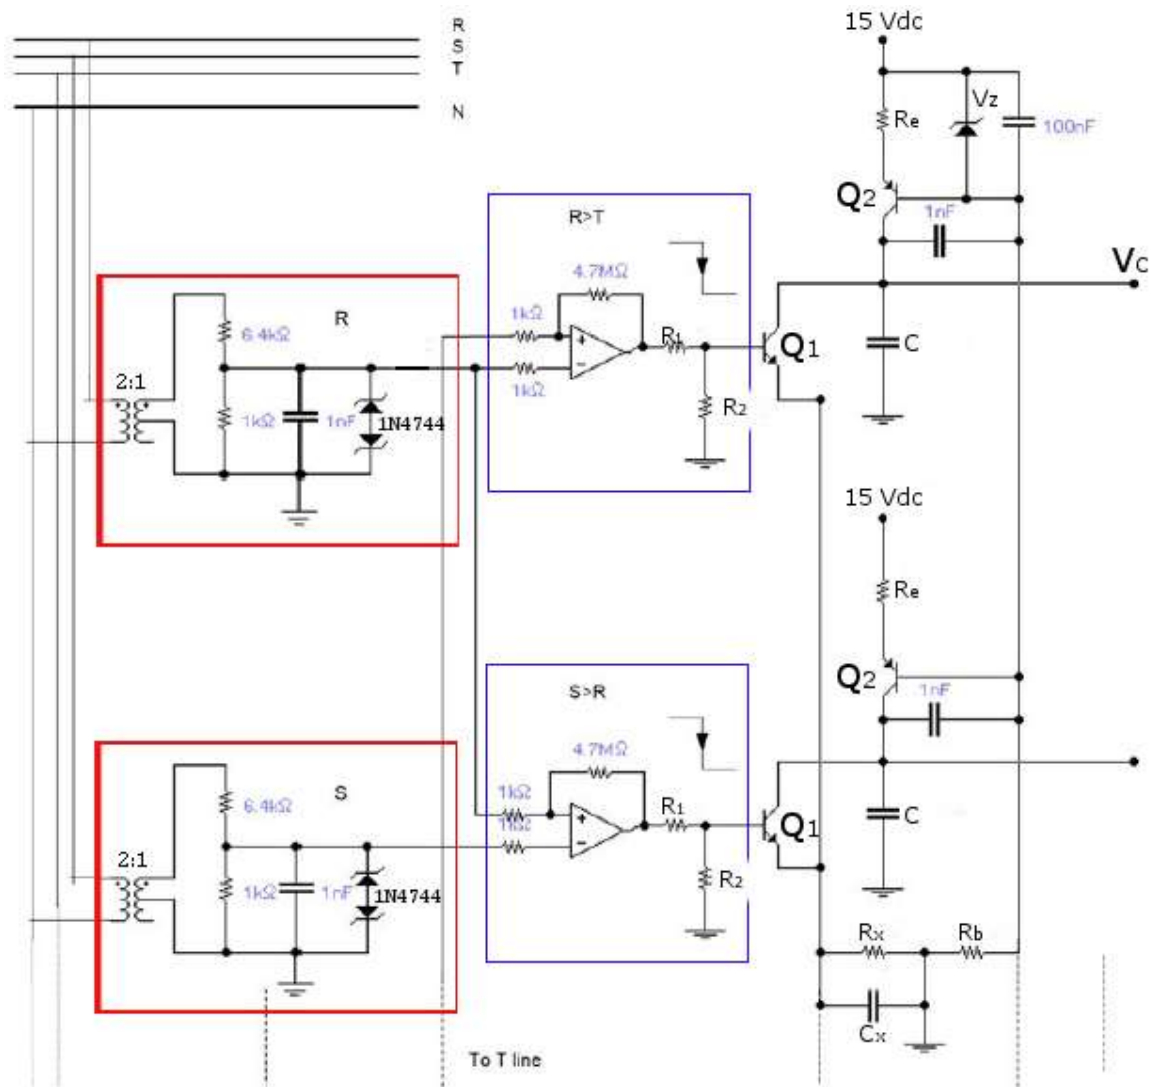 R
S
T
N
15 Vdc
Re
Vz
100nF
Q2
1nF
Vc
R>T
4.7MΩ
1kΩ
1kΩ
R1
R2
Q1
C
R
6.4kΩ
2:1
1kΩ
1nF
1N4744
15 Vdc
Re
Q2
1nF
S>R
4.7MΩ
1kΩ
1kΩ
R1
R2
Q1
C
S
6.4kΩ
2:1
1kΩ
1nF
1N4744
Rx
Rb
Cx
To T line